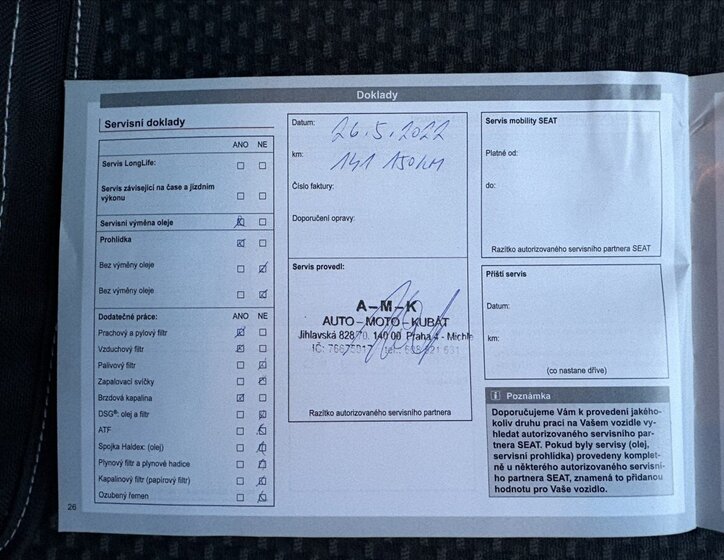 Doklady
Servisní doklady
ANO NE
Servis LongLife:
Servis závisející na čase a jízdním
výkonu
Servisní výměna oleje
Prohlídka
Bez výměny oleje
Bez výměny oleje
Dodatečné práce: ANO NE
Prachový a pylový filtr
Vzduchový filtr
Palivový filtr
Zapalovací svíčky
Brzdová kapalina
DSG®: olej a filtr
ATF
Spojka Haldex: (olej)
Plynový filtr a plynové hadice
Kapalinový filtr (papírový filtr)
Ozubený řemen
26
Datum: 26.5.2022
km: 141 150 KM
Číslo faktury:
Doporučení opravy:
Servis provedl:
A–M–K
AUTO–MOTO–KUBÁT
Jihlavská 828/ 140 00 Praha 4 - Michle
IČ: tel.:
Razítko autorizovaného servisního partnera
Servis mobility SEAT
Platné od:
do:
Razítko autorizovaného servisního partnera SEAT
Příští servis
Datum:
km:
(co nastane dříve)
i Poznámka
Doporučujeme Vám k provedení jakého-
koliv druhu prací na Vašem vozidle vy-
hledat autorizovaného servisního par-
tnera SEAT. Pokud byly servisy (olej,
servisní prohlídka) provedeny komplet-
ně u některého autorizovaného servisní-
ho partnera SEAT, znamená to přidanou
hodnotu pro Vaše vozidlo.